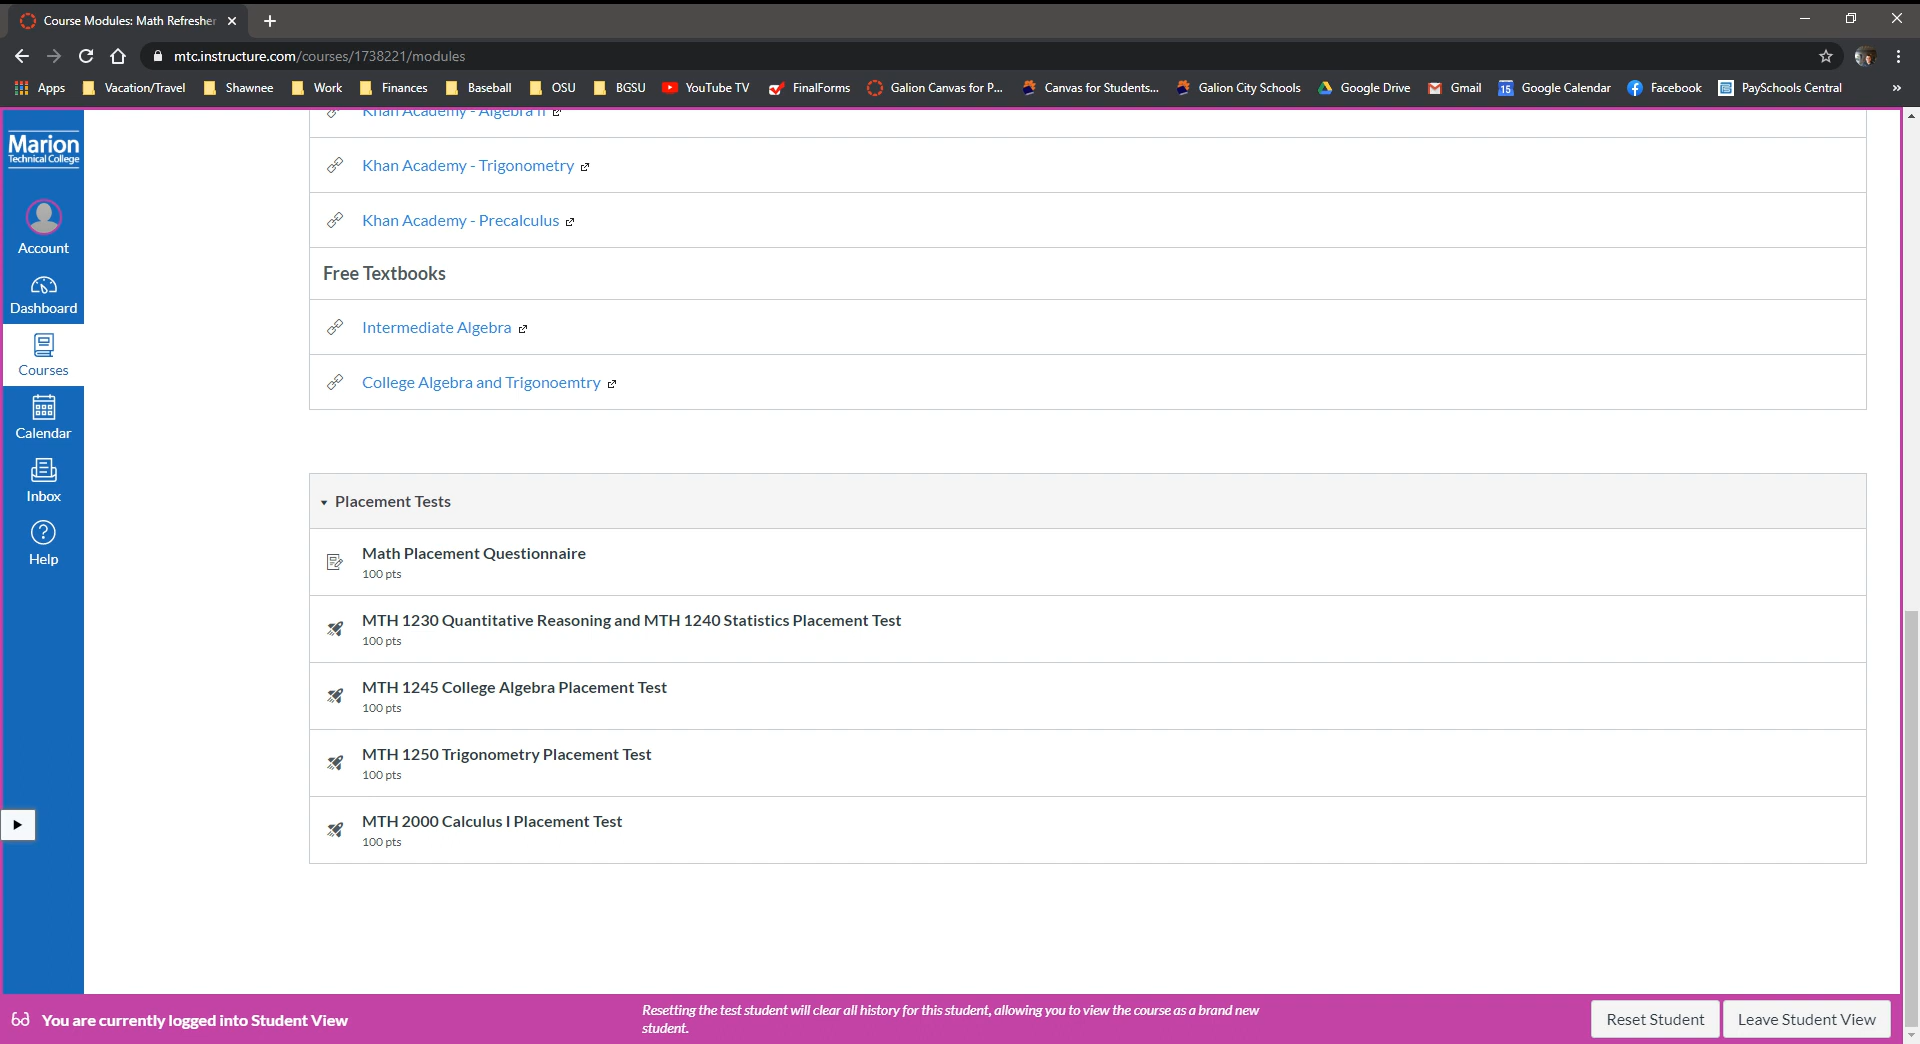 Course Modules: Math Refresher
mtc.instructure.com/courses/1738221/modules
Apps Vacation/Travel Shawnee Work Finances Baseball OSU BGSU YouTube TV FinalForms Galion Canvas for P... Canvas for Students... Galion City Schools Google Drive Gmail 15 Google Calendar Facebook PaySchools Central »
Marion
Technical College
Account
Dashboard
Courses
Calendar
Inbox
Help
Khan Academy - Algebra II
Khan Academy - Trigonometry
Khan Academy - Precalculus
Free Textbooks
Intermediate Algebra
College Algebra and Trigonoemtry
Placement Tests
Math Placement Questionnaire
100 pts
MTH 1230 Quantitative Reasoning and MTH 1240 Statistics Placement Test
100 pts
MTH 1245 College Algebra Placement Test
100 pts
MTH 1250 Trigonometry Placement Test
100 pts
MTH 2000 Calculus I Placement Test
100 pts
You are currently logged into Student View
Resetting the test student will clear all history for this student, allowing you to view the course as a brand new
student.
Reset Student
Leave Student View